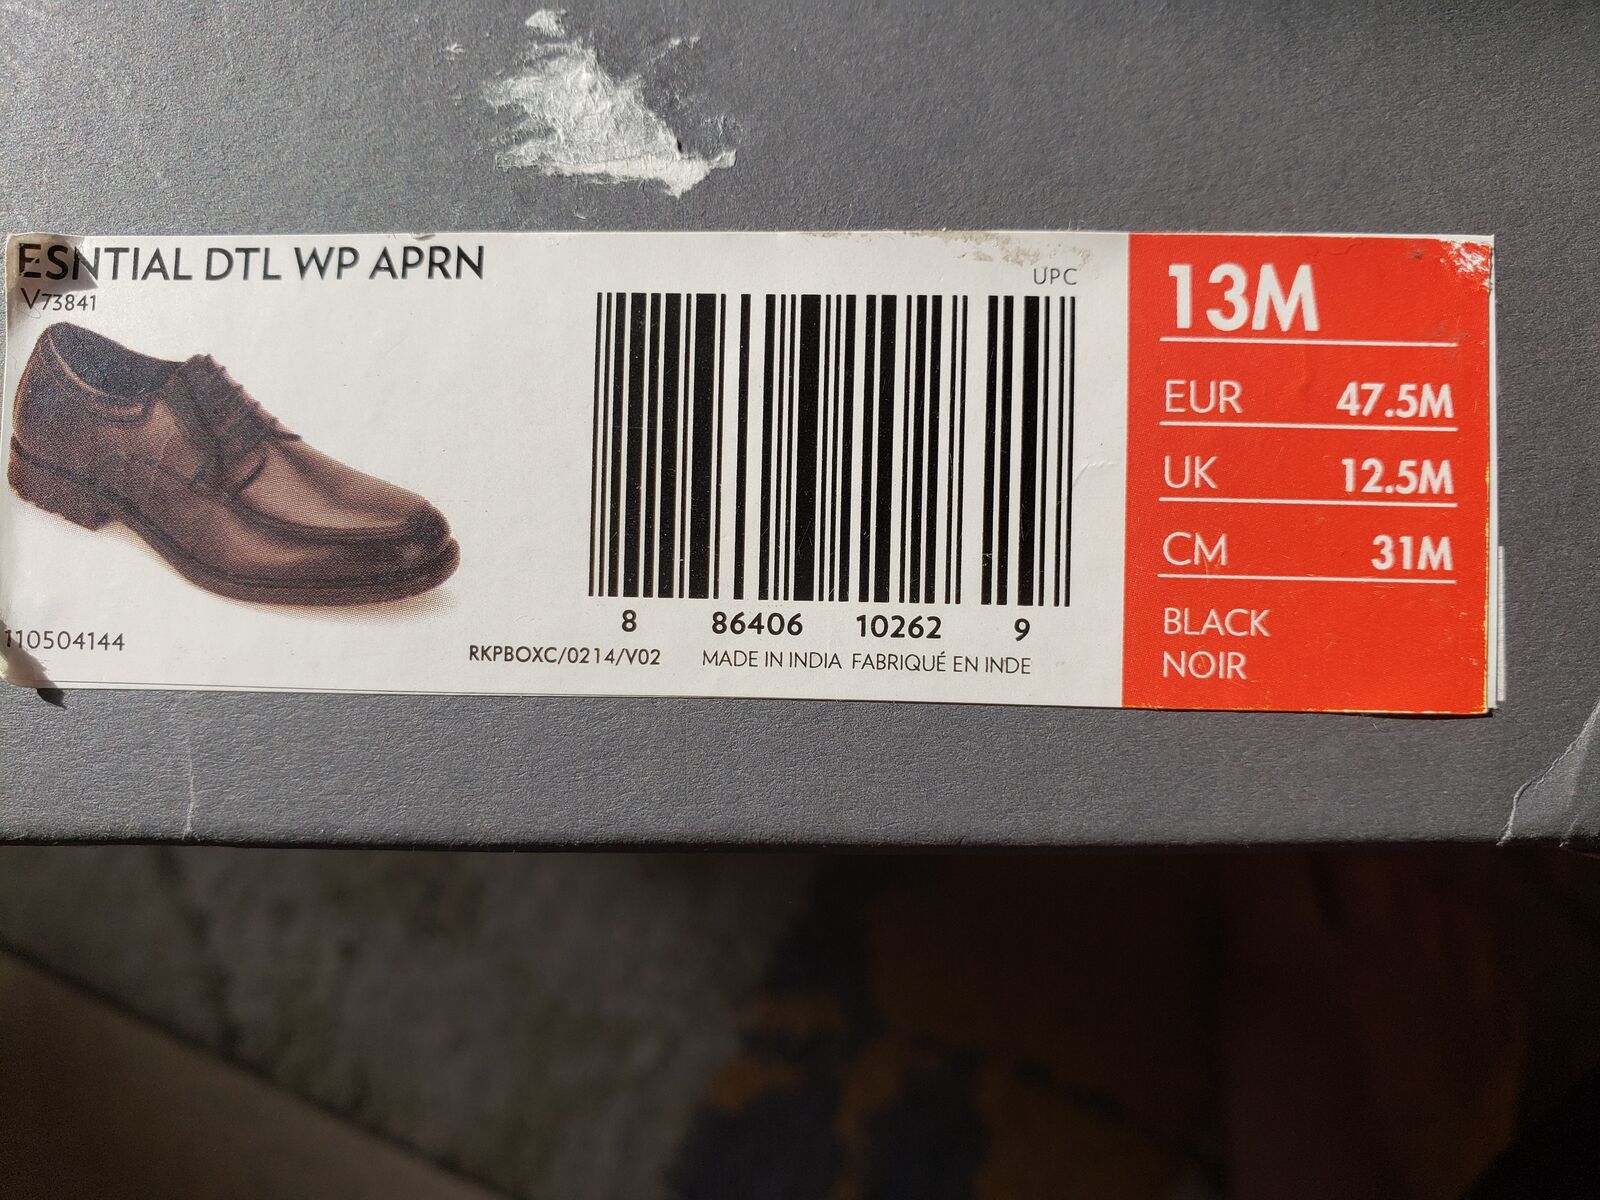 ESNTIAL DTL WP APRN
V73841
UPC
8 86406 10262 9
110504144
RKPBOXC/0214/V02
MADE IN INDIA FABRIQUÉ EN INDE
13M
EUR 47.5M
UK 12.5M
CM 31M
BLACK
NOIR